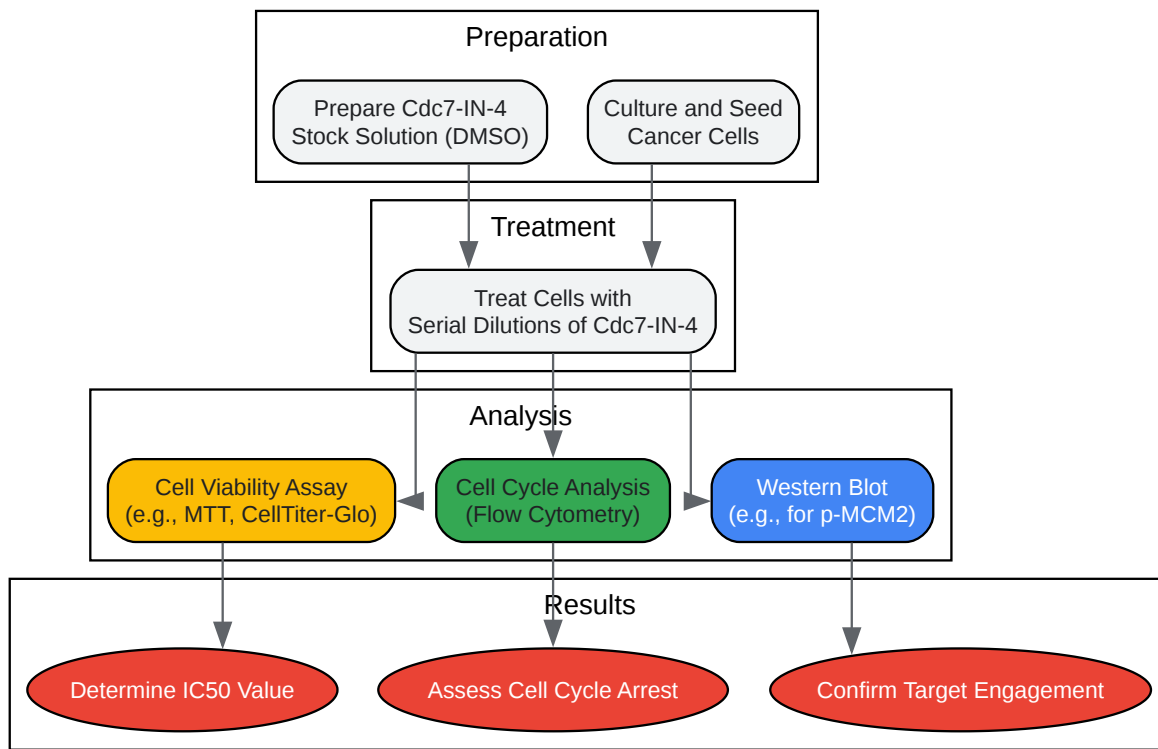 Preparation
Prepare Cdc7-IN-4
Stock Solution (DMSO)
Culture and Seed
Cancer Cells
Treatment
Treat Cells with
Serial Dilutions of Cdc7-IN-4
Analysis
Cell Viability Assay
(e.g., MTT, CellTiter-Glo)
Cell Cycle Analysis
(Flow Cytometry)
Western Blot
(e.g., for p-MCM2)
Results
Determine IC50 Value
Assess Cell Cycle Arrest
Confirm Target Engagement